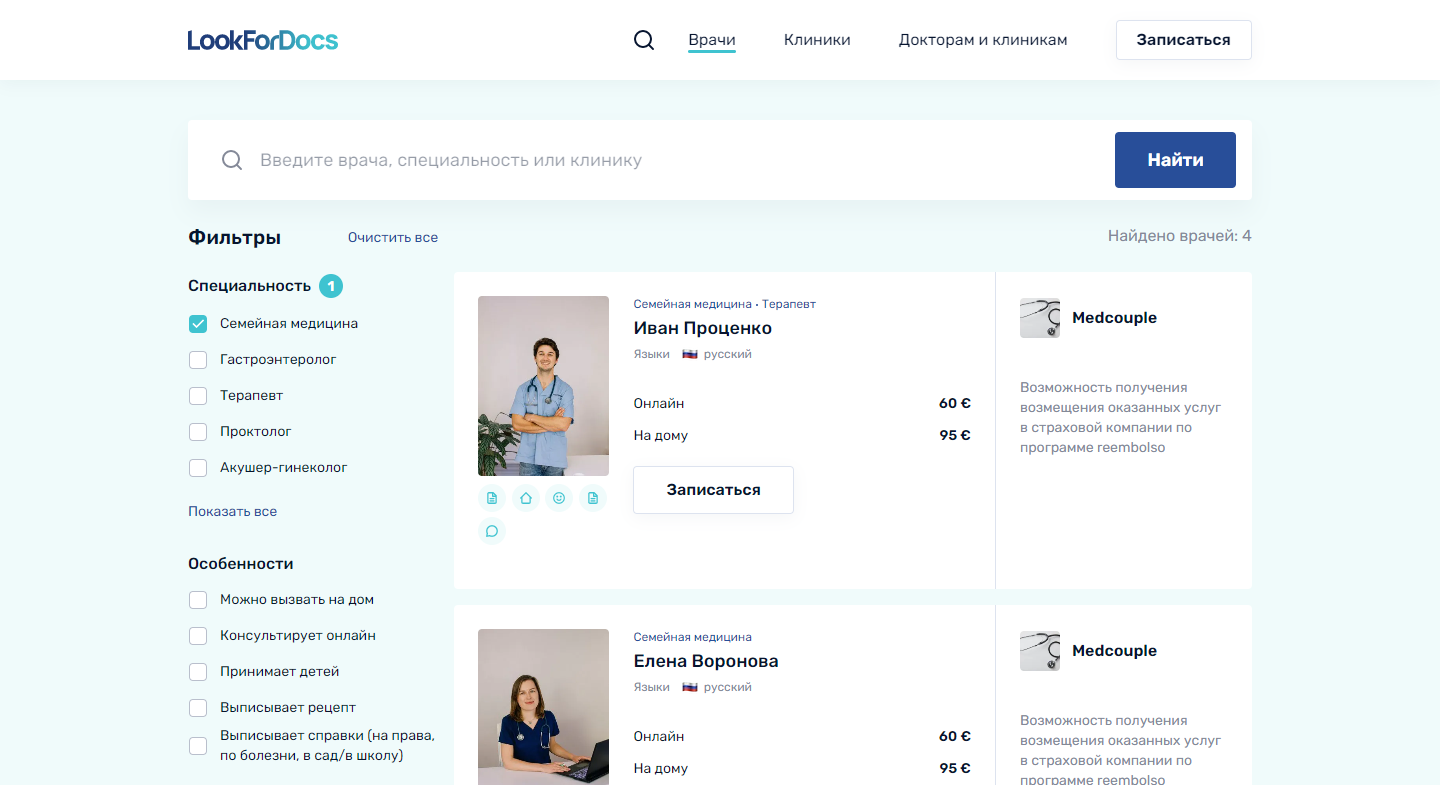 LookForDocs
Врачи
Клиники
Докторам и клиникам
Записаться
Введите врача, специальность или клинику
Найти
Фильтры
Очистить все
Найдено врачей: 4
Специальность 1
Семейная медицина
Гастроэнтеролог
Терапевт
Проктолог
Акушер-гинеколог
Показать все
Особенности
Можно вызвать на дом
Консультирует онлайн
Принимает детей
Выписывает рецепт
Выписывает справки (на права,
по болезни, в сад/в школу)
Семейная медицина • Терапевт
Иван Проценко
Языки русский
Онлайн 60 €
На дому 95 €
Записаться
Medcouple
Возможность получения
возмещения оказанных услуг
в страховой компании по
программе reembolso
Семейная медицина
Елена Воронова
Языки русский
Онлайн 60 €
На дому 95 €
Medcouple
Возможность получения
возмещения оказанных услуг
в страховой компании по
программе reembolso